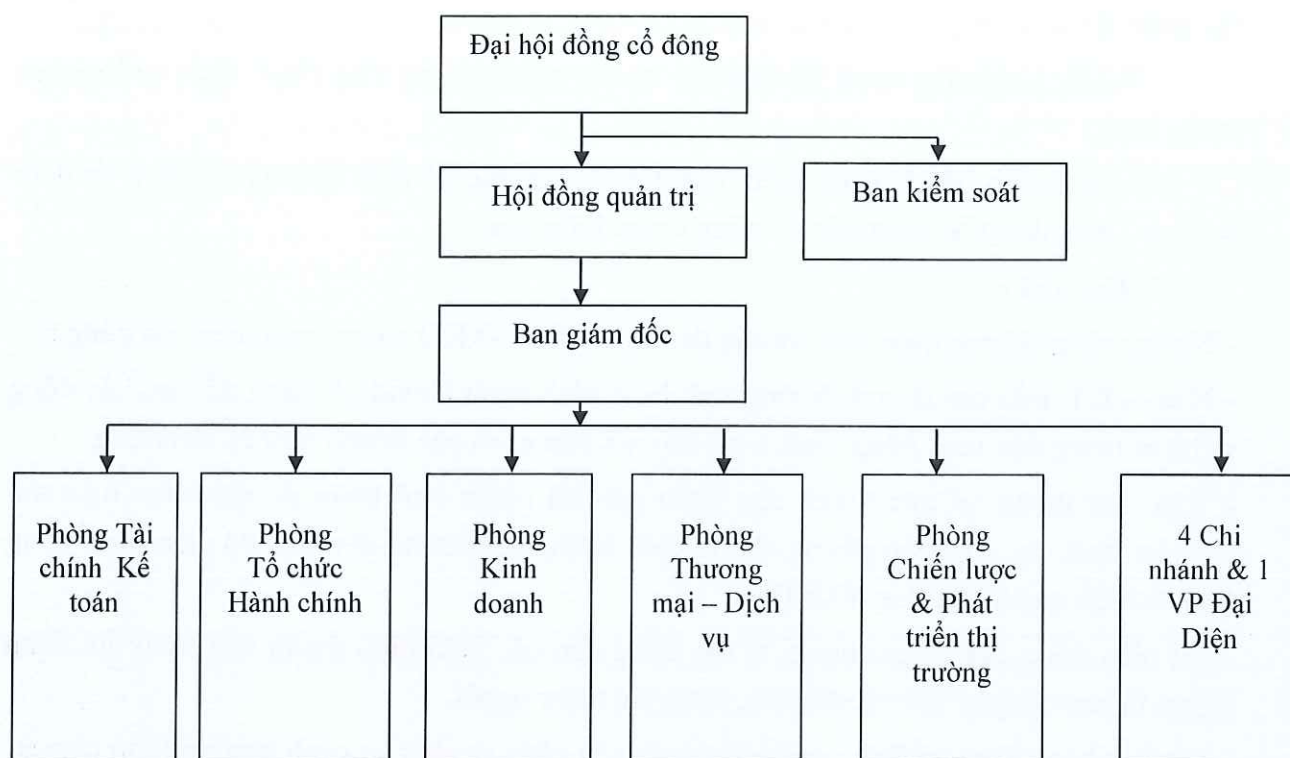 Đại hội đồng cổ đông
Hội đồng quản trị
Ban kiểm soát
Ban giám đốc
Phòng Tài
chính Kế
toán
Phòng
Tổ chức
Hành chính
Phòng
Kinh
doanh
Phòng
Thương
mại – Dịch
vụ
Phòng
Chiến lược
& Phát
triển thị
trường
4 Chi
nhánh & 1
VP Đại
Diện